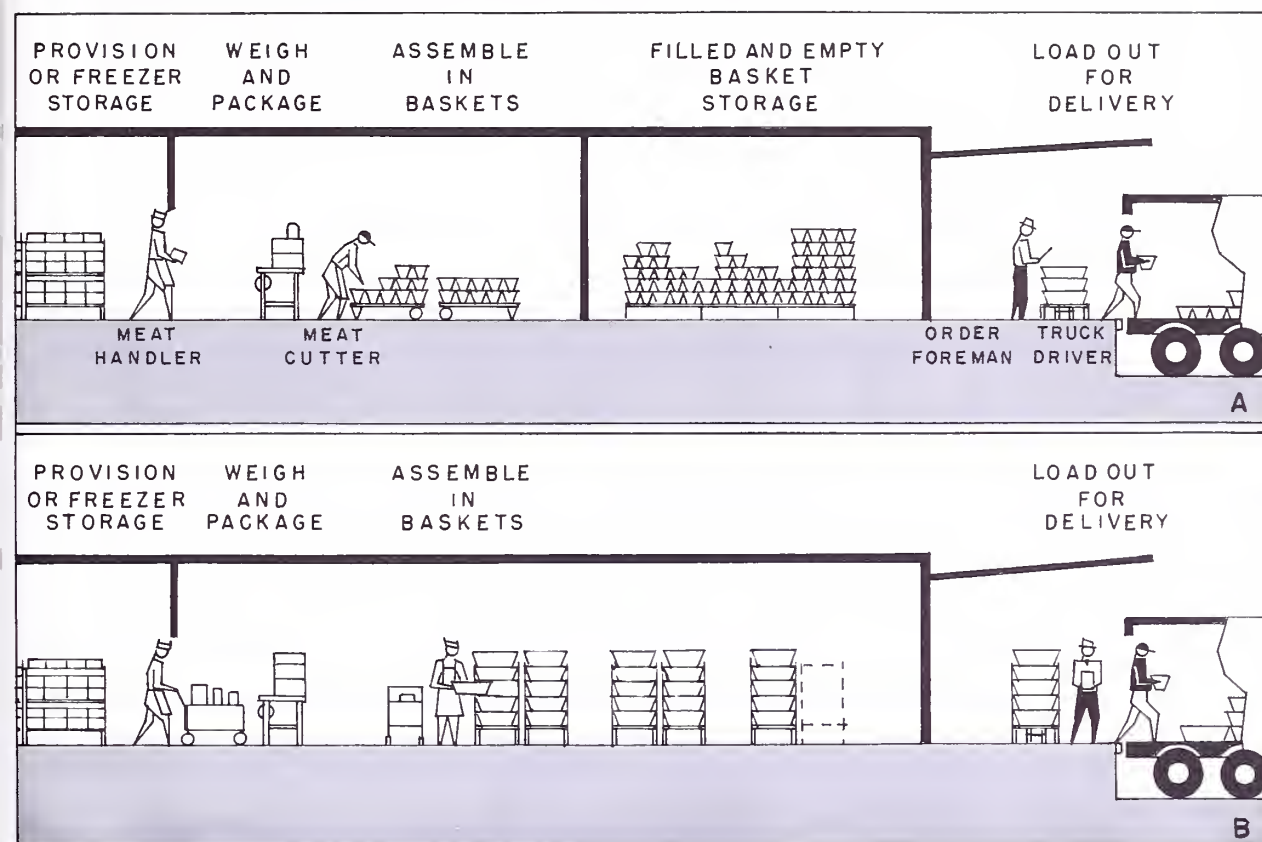 PROVISION
OR FREEZER
STORAGE
WEIGH
AND
PACKAGE
ASSEMBLE
IN
BASKETS
FILLED AND EMPTY
BASKET
STORAGE
LOAD OUT
FOR
DELIVERY
MEAT
HANDLER
MEAT
CUTTER
ORDER
FOREMAN
TRUCK
DRIVER
A
PROVISION
OR FREEZER
STORAGE
WEIGH
AND
PACKAGE
ASSEMBLE
IN
BASKETS
LOAD OUT
FOR
DELIVERY
B